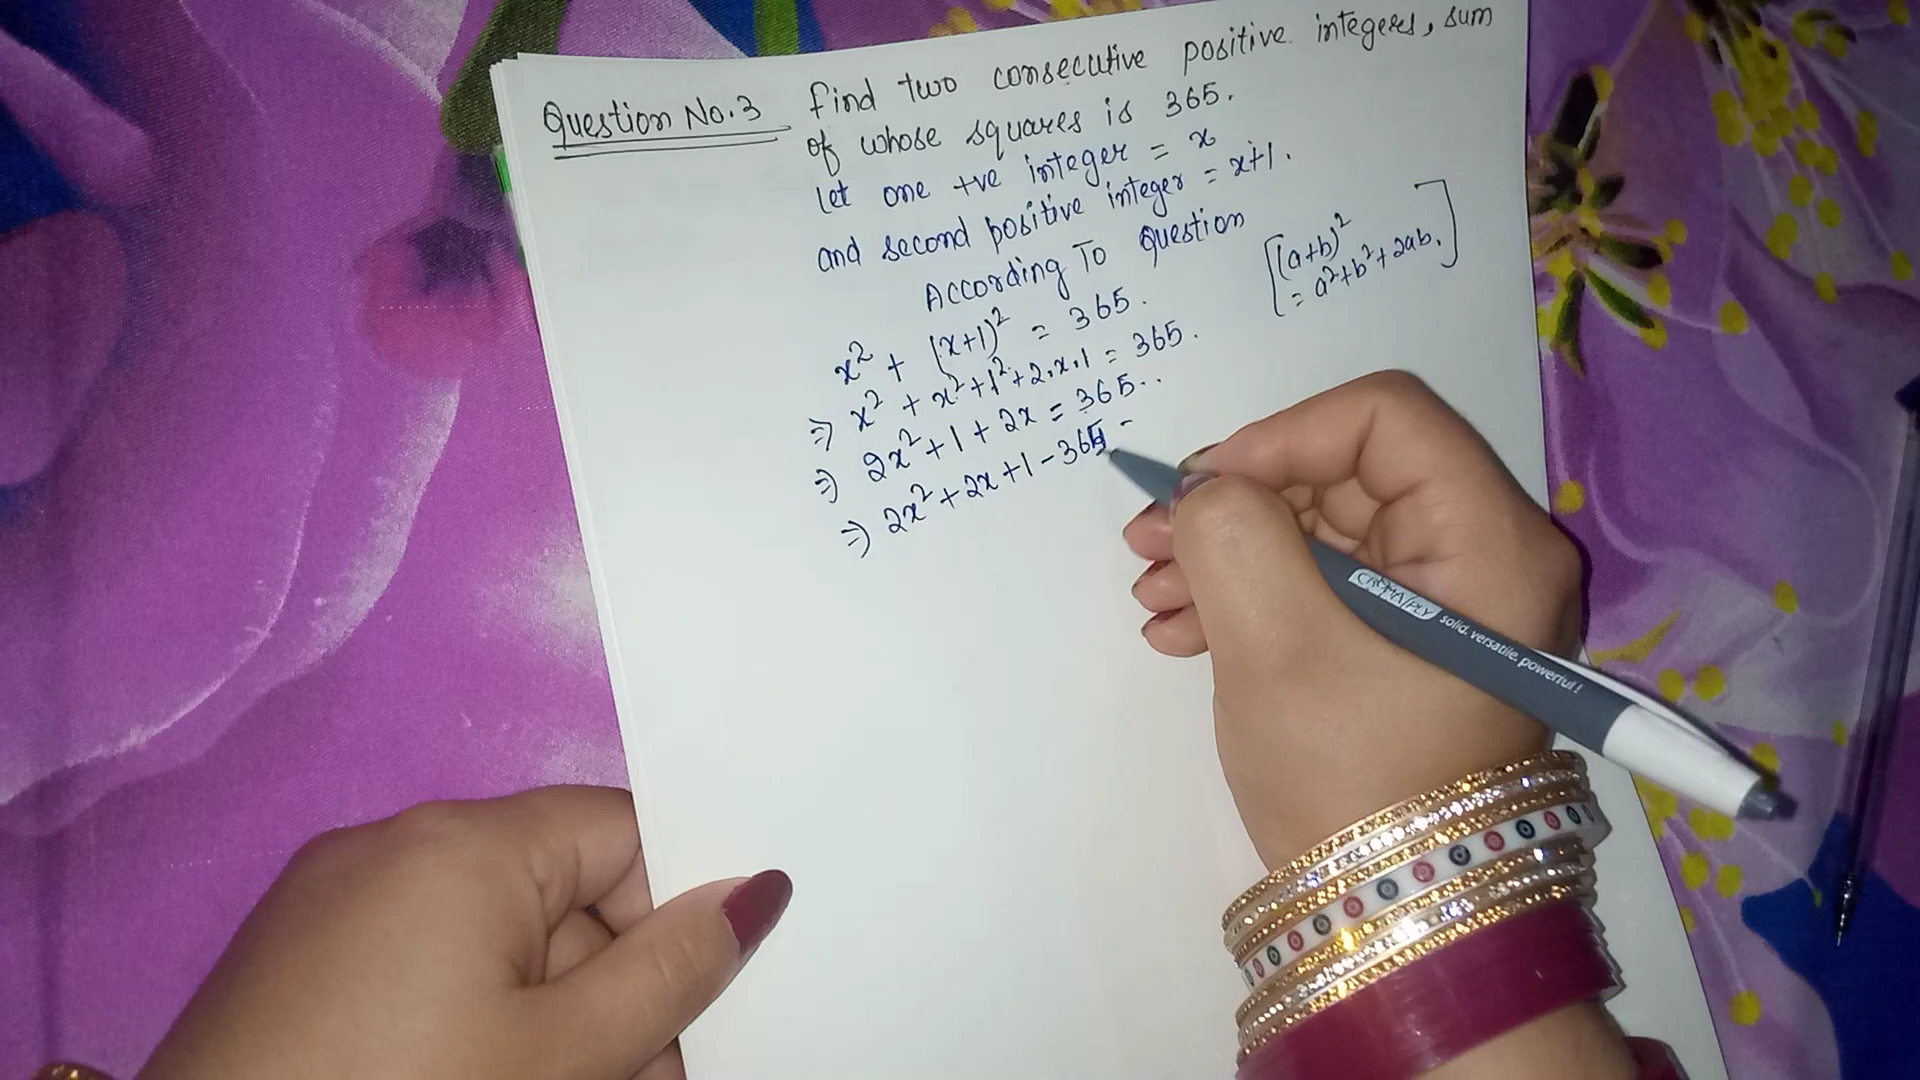 Question No.3 find two consecutive positive integers, sum
of whose squares is 365.
let one +ve integer = x
and second positive integer = x+1.
According To question
[(a+b)²
= a²+b²+2ab.]
x² + (x+1)² = 365.
⇒ x² + x²+1²+2.x.1 = 365.
⇒ 2x²+1+2x = 365..
⇒ 2x²+2x+1-365 -
solid. versatile. powerful!